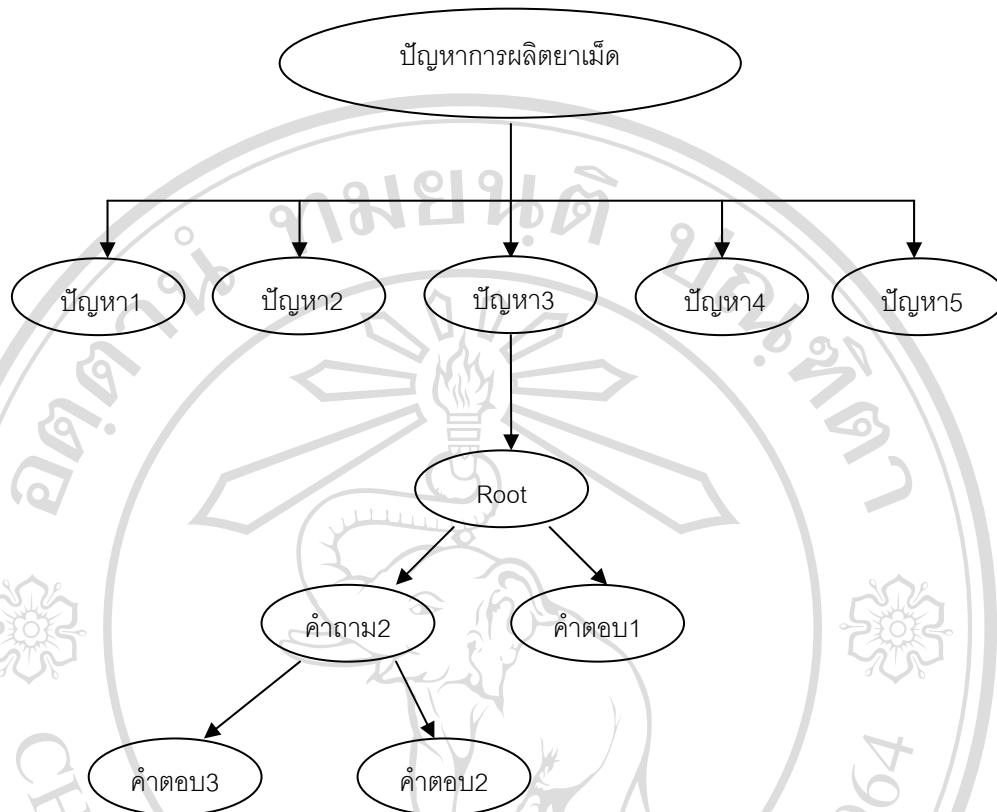 ปัญหาการผลิตยาเม็ด
ปัญหา1
ปัญหา2
ปัญหา3
ปัญหา4
ปัญหา5
Root
คำถาม2
คำตอบ1
คำตอบ3
คำตอบ2